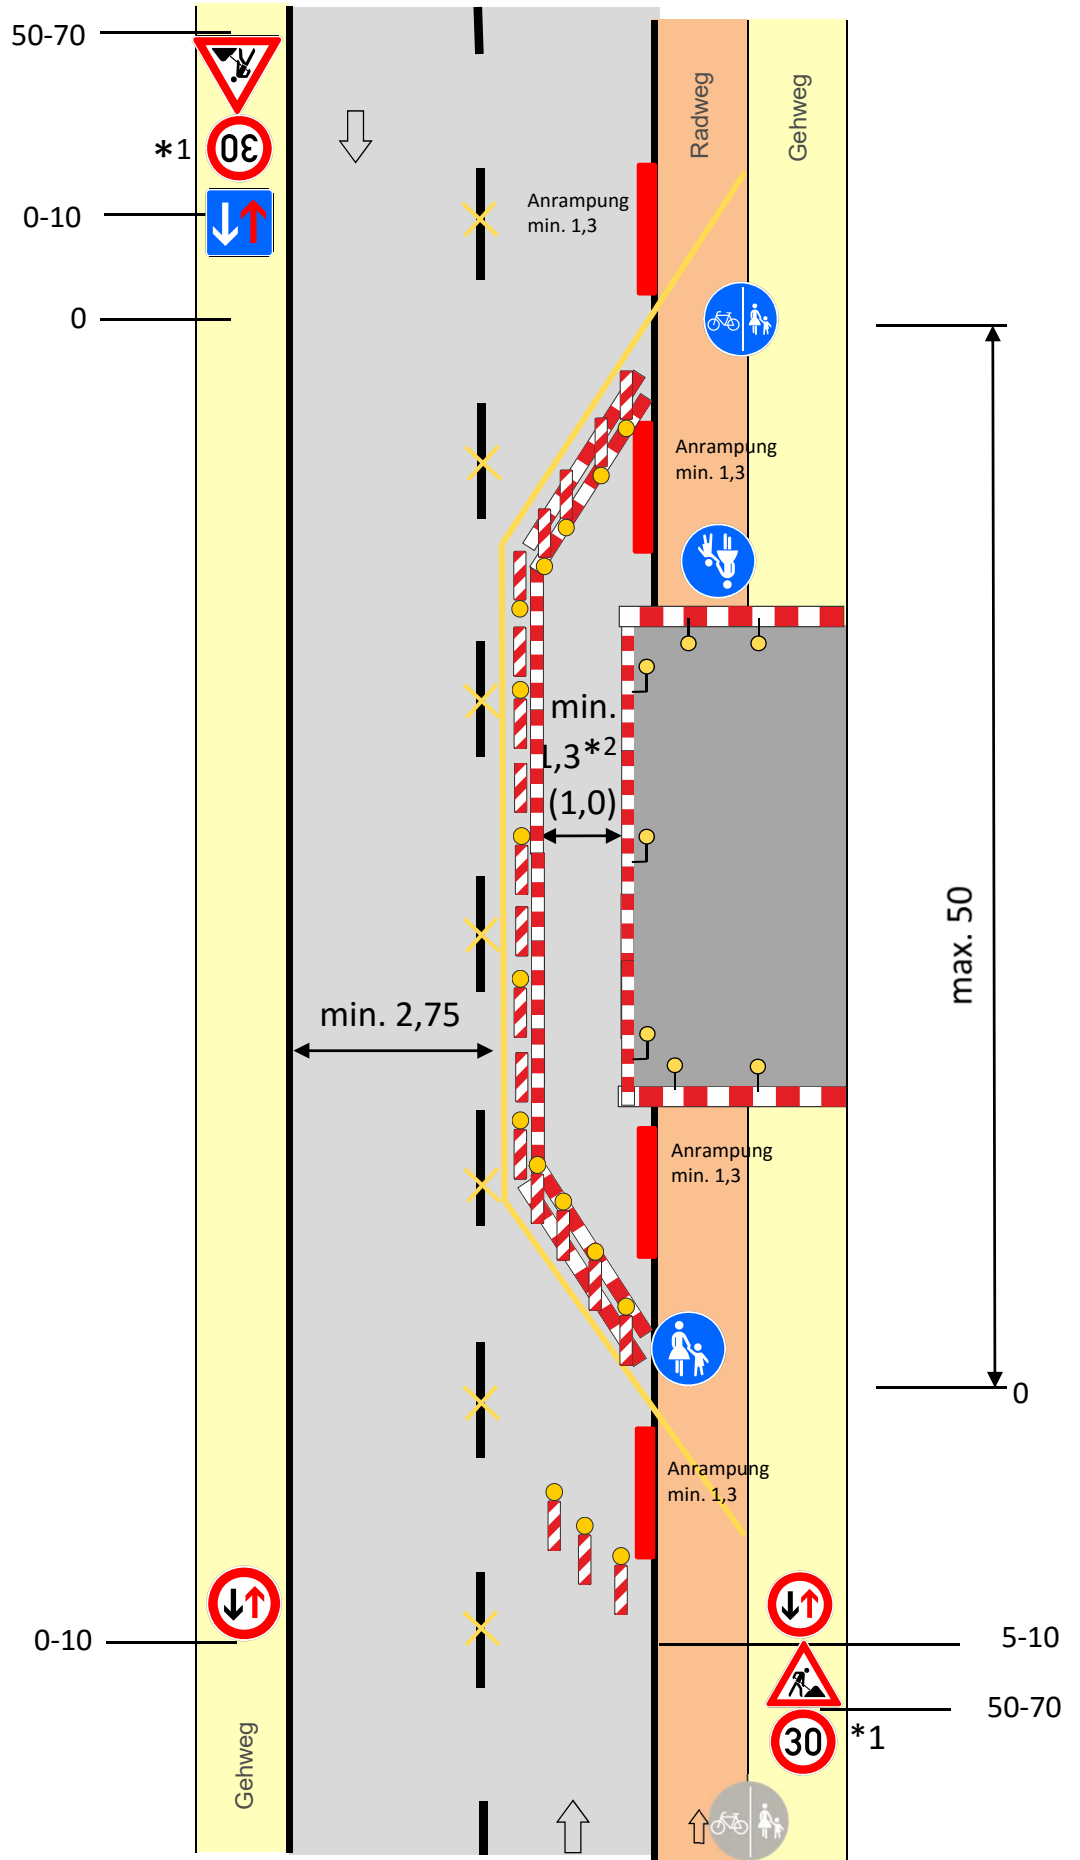 50-70
30
*1
0-10
0
Radweg
Gehweg
Anrampung
min. 1,3
Anrampung
min. 1,3
min.
1,3*2
(1,0)
max. 50
min. 2,75
Anrampung
min. 1,3
0
Anrampung
min. 1,3
0-10
5-10
50-70
30
*1
Gehweg